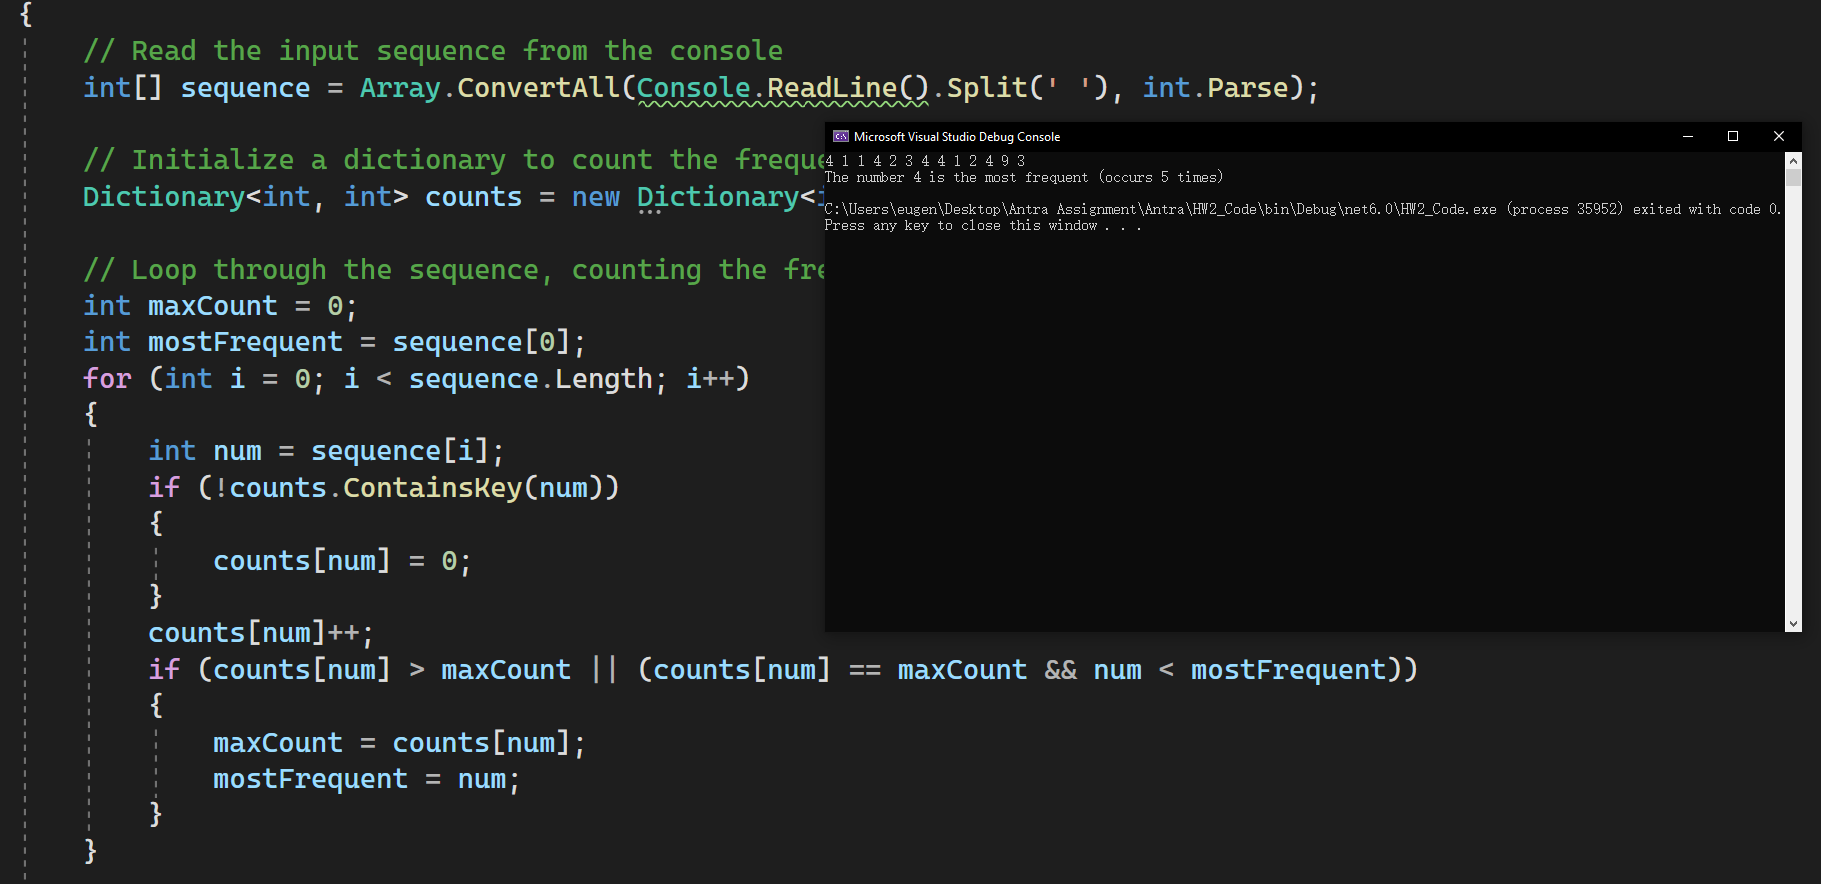 {
// Read the input sequence from the console
int[] sequence = Array.ConvertAll(Console.ReadLine().Split(' '), int.Parse);
// Initialize a dictionary to count the
Dictionary<int, int> counts = new Dictionary<
// Loop through the sequence, counting the
int maxCount = 0;
int mostFrequent = sequence[0];
for (int i = 0; i < sequence.Length; i++)
{
int num = sequence[i];
if (!counts.ContainsKey(num))
{
counts[num] = 0;
}
counts[num]++;
if (counts[num] > maxCount || (counts[num] == maxCount && num < mostFrequent))
{
maxCount = counts[num];
mostFrequent = num;
}
}
Microsoft Visual Studio Debug Console
4 1 1 4 2 3 4 4 1 2 4 9 3
The number 4 is the most frequent (occurs 5 times)
C:\Users\eugen\Desktop\Antra Assignment\Antra\HW2_Code\bin\Debug\net6.0\HW2_Code.exe (process 35952) exited with code 0.
Press any key to close this window . . .